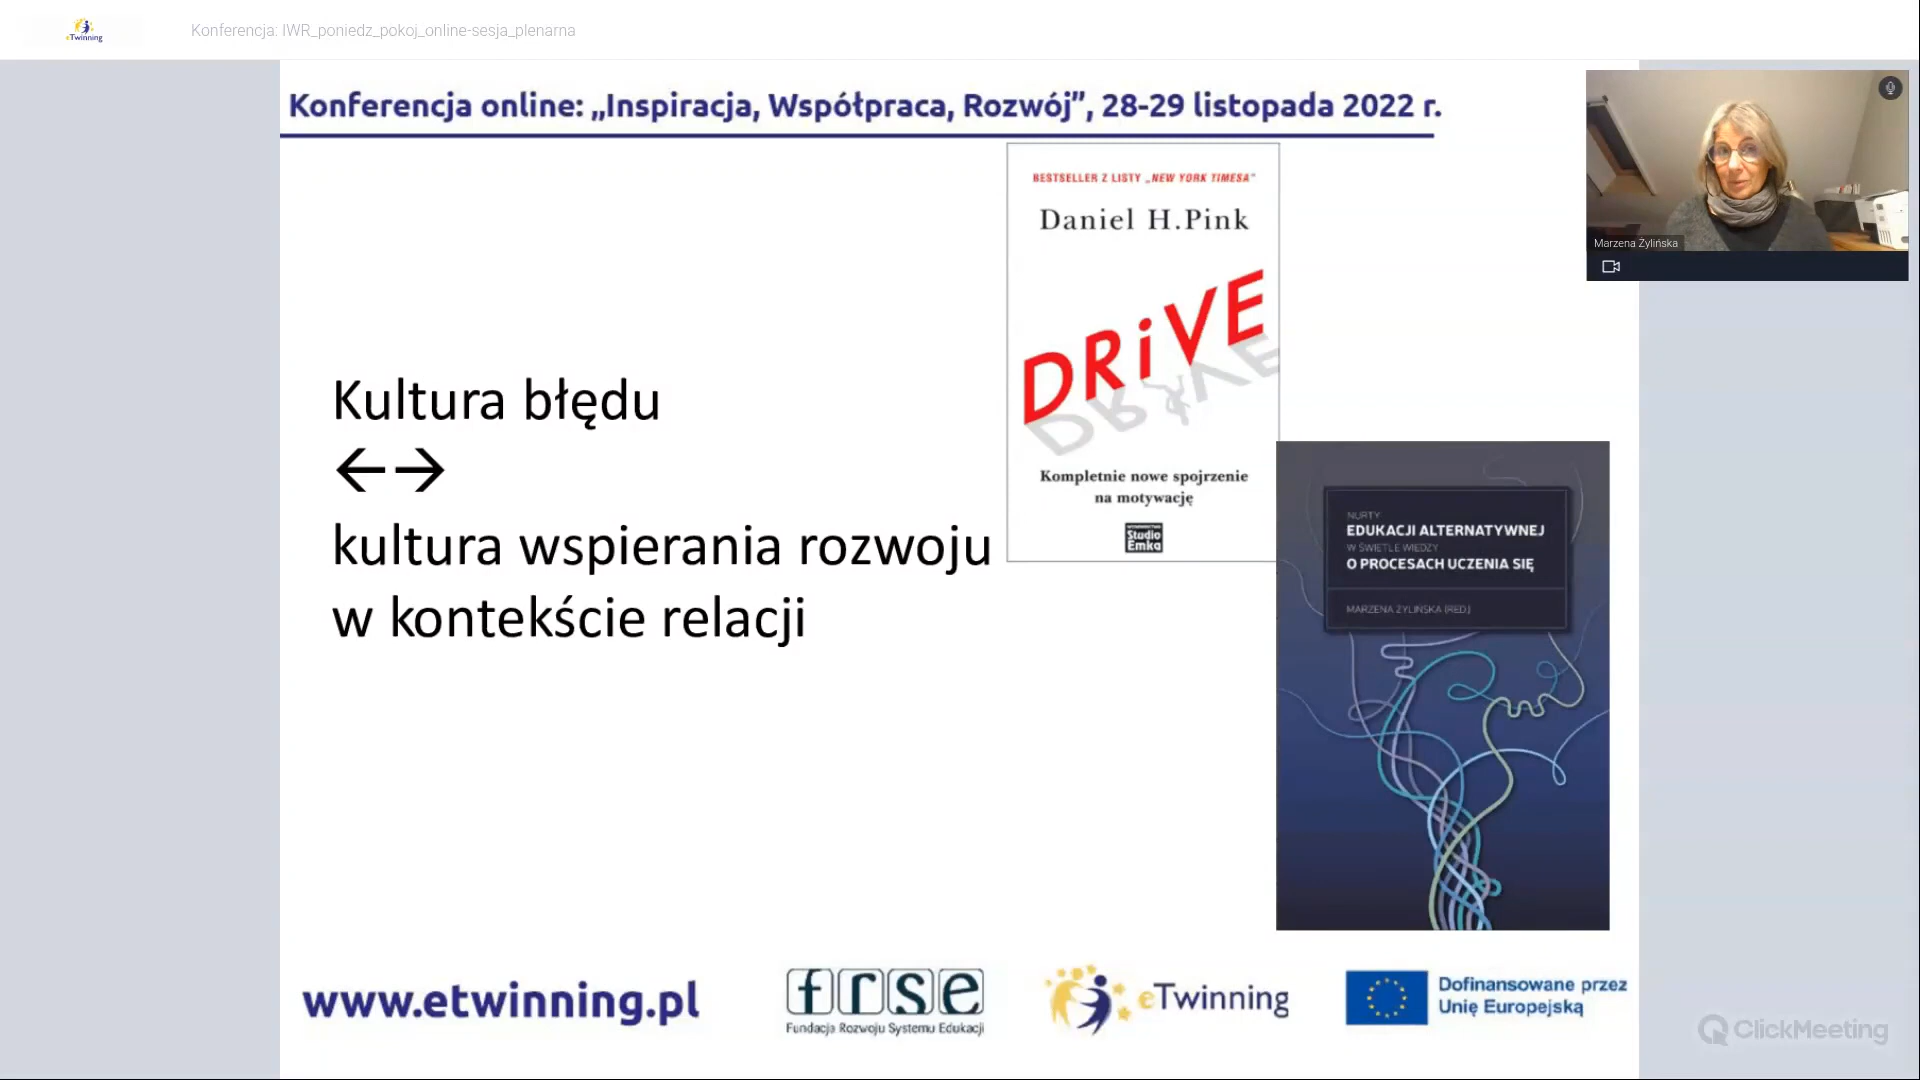 eTwinning
Konferencja: IWR_poniedz_pokoj_online-sesja_plenarna
Konferencja online: „Inspiracja, Współpraca, Rozwój”, 28-29 listopada 2022 r.
Marzena Żylińska
BESTSELLER Z LISTY „NEW YORK TIMESA”
Daniel H.Pink
DRiVE
Kompletnie nowe spojrzenie
na motywację
WYDAWNICTWO
Studio
Emka
Kultura błędu
←→
kultura wspierania rozwoju
w kontekście relacji
NURTY
EDUKACJI ALTERNATYWNEJ
W ŚWIETLE WIEDZY
O PROCESACH UCZENIA SIĘ
MARZENA ŻYLIŃSKA (RED.)
www.etwinning.pl
frse
Fundacja Rozwoju Systemu Edukacji
eTwinning
Dofinansowane przez
Unię Europejską
ClickMeeting